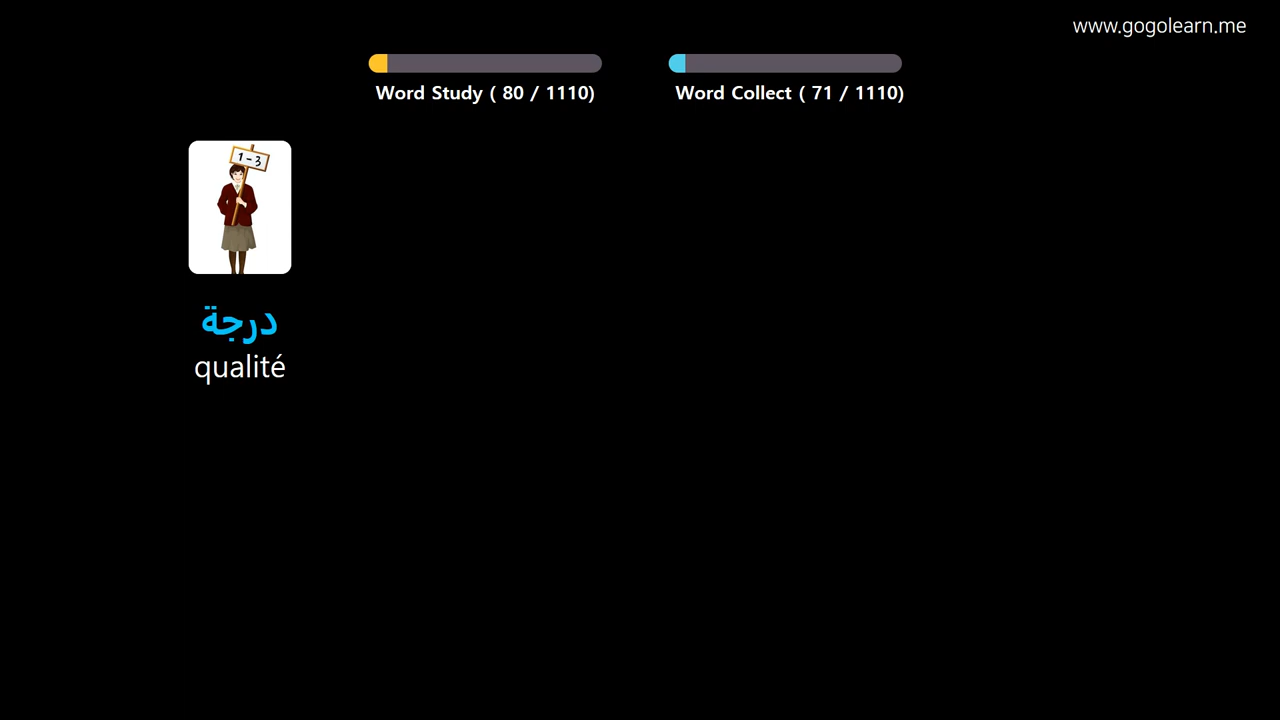 www.gogolearn.me
Word Study ( 80 / 1110)
Word Collect ( 71 / 1110)
1-3
درجة
qualité